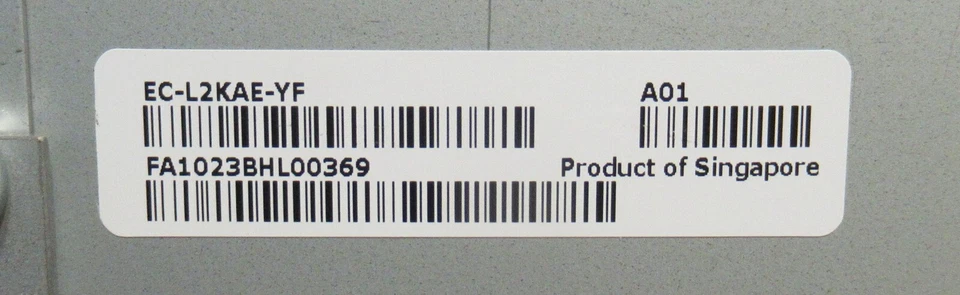 EC-L2KAE-YF A01
FA1023BHL00369 Product of Singapore